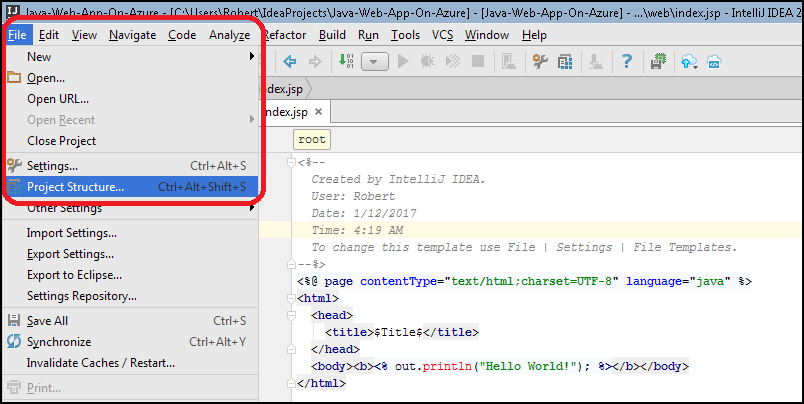 Java-Web-App-On-Azure - [C:\Users\Robert\IdeaProjects\Java-Web-App-On-Azure] - [Java-Web-App-On-Azure] - ...\web\index.jsp - IntelliJ IDEA 2
File Edit View Navigate Code Analyze Refactor Build Run Tools VCS Window Help
New
Open...
Open URL...
Open Recent
Close Project
Settings... Ctrl+Alt+S
Project Structure... Ctrl+Alt+Shift+S
Other Settings
Import Settings...
Export Settings...
Export to Eclipse...
Settings Repository...
Save All Ctrl+S
Synchronize Ctrl+Alt+Y
Invalidate Caches / Restart...
Print...
index.jsp
index.jsp
root
<%--
Created by IntelliJ IDEA.
User: Robert
Date: 1/12/2017
Time: 4:19 AM
To change this template use File | Settings | File Templates.
--%>
<%@ page contentType="text/html;charset=UTF-8" language="java" %>
<html>
<head>
<title>$Title$</title>
</head>
<body><b><% out.println("Hello World!"); %></b></body>
</html>